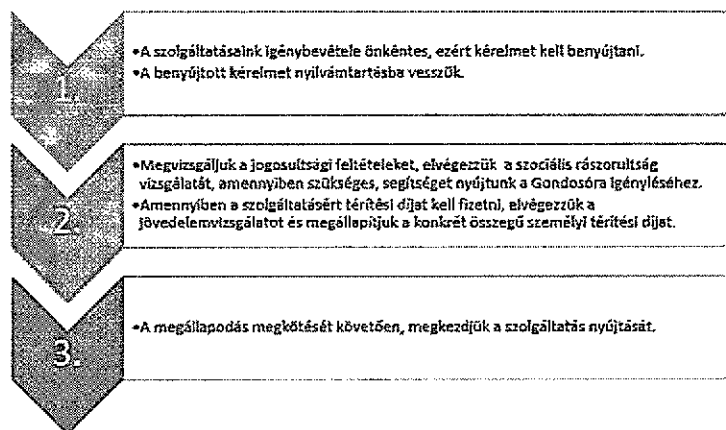 1.
•A szolgáltatásaink igénybevétele önkéntes, ezért kérelmet kell benyújtani.
•A benyújtott kérelmet nyilvántartásba vesszük.
2.
•Megvizsgáljuk a jogosultsági feltételeket, elvégezzük a szociális rászorultság
vizsgálatát, amennyiben szükséges, segítséget nyújtunk a Gondosóra igényléséhez.
•Amennyiben a szolgáltatásért térítési díjat kell fizetni, elvégezzük a
jövedelemvizsgálatot és megállapítjuk a konkrét összegű személyi térítési díjat.
3.
•A megállapodás megkötését követően, megkezdjük a szolgáltatás nyújtását.